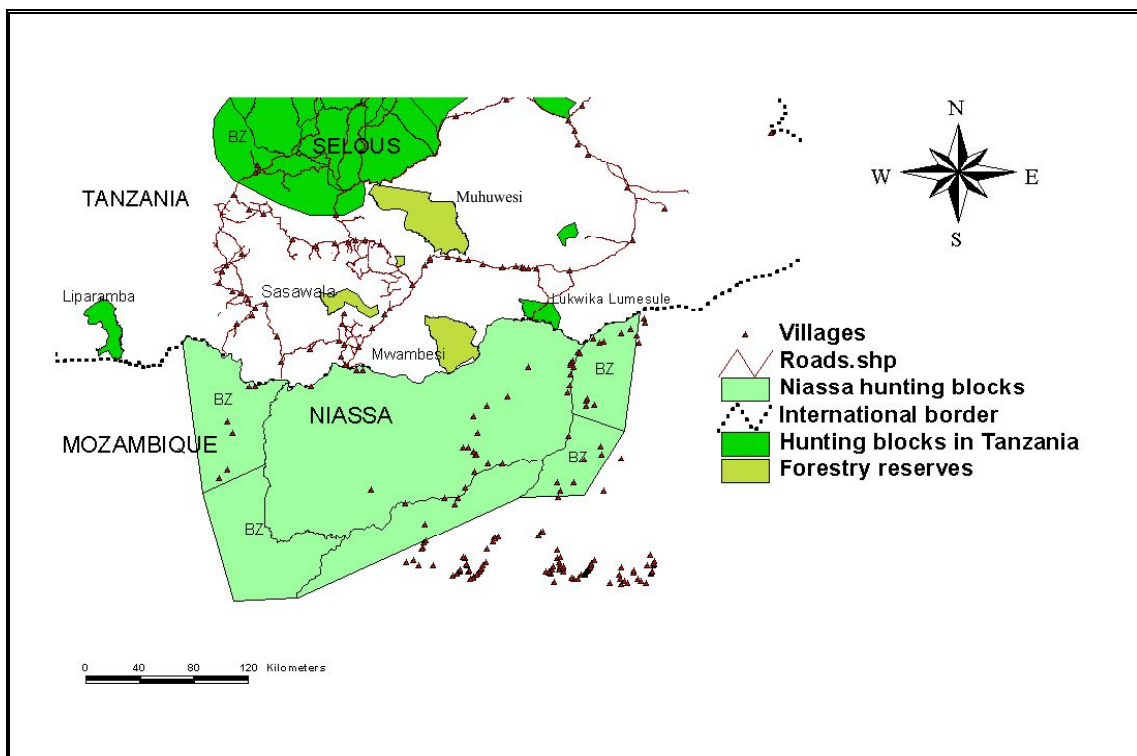 N
W
E
S
BZ
SELOUS
TANZANIA
Muhuwesi
Liparamba
Sasawala
Lukwika Lumesule
Mwambesi
BZ
BZ
NIASSA
MOZAMBIQUE
BZ
BZ
Villages
Roads.shp
Niassa hunting blocks
International border
Hunting blocks in Tanzania
Forestry reserves
0 40 80 120 Kilometers